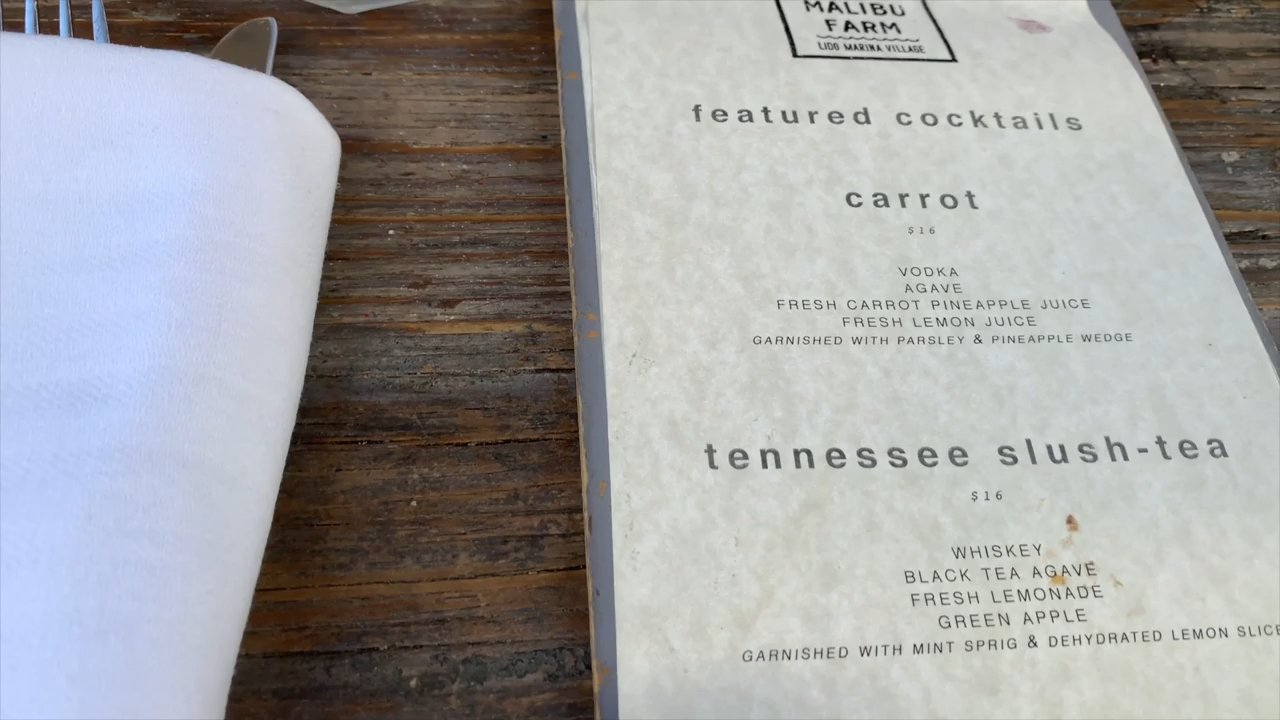 MALIBU
FARM
LIDO MARINA VILLAGE
featured cocktails
carrot
$16
VODKA
AGAVE
FRESH CARROT PINEAPPLE JUICE
FRESH LEMON JUICE
GARNISHED WITH PARSLEY & PINEAPPLE WEDGE
tennessee slush-tea
$16
WHISKEY
BLACK TEA AGAVE
FRESH LEMONADE
GREEN APPLE
GARNISHED WITH MINT SPRIG & DEHYDRATED LEMON SLICE